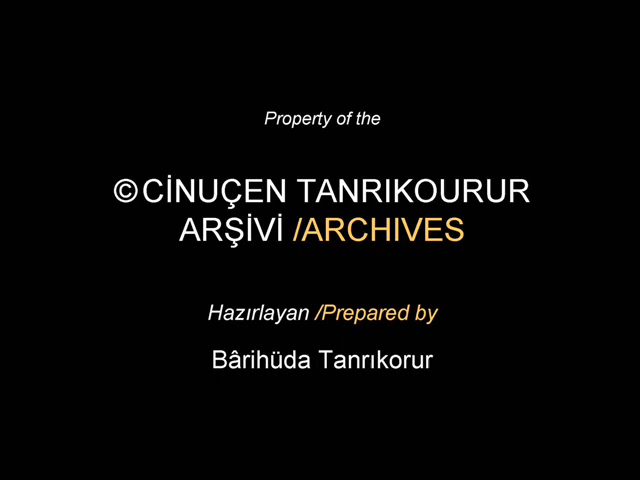 Property of the
©CİNUÇEN TANRIKOURUR
ARŞİVİ /ARCHIVES
Hazırlayan /Prepared by
Bârihüda Tanrıkorur